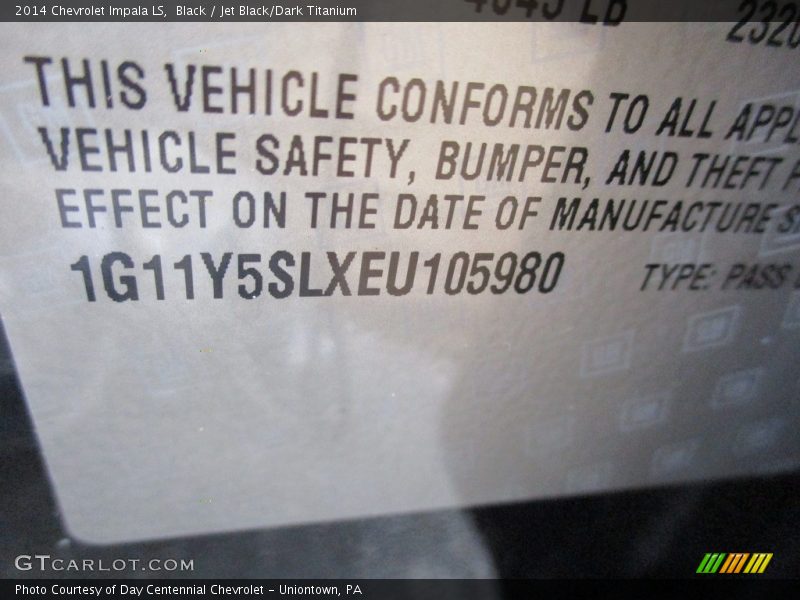 2014 Chevrolet Impala LS, Black / Jet Black/Dark Titanium
THIS VEHICLE CONFORMS TO ALL
VEHICLE SAFETY, BUMPER, AND THEFT
EFFECT ON THE DATE OF MANUFACTURE
1G11Y5SLXEU105980 TYPE: PASS
GTCARLOT.COM
Photo Courtesy of Day Centennial Chevrolet - Uniontown, PA